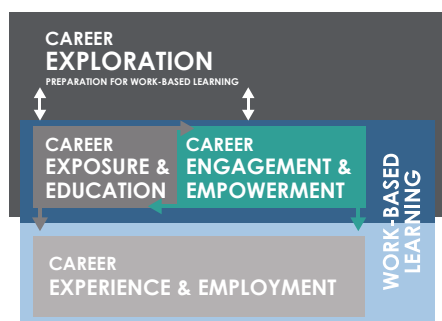 CAREER
EXPLORATION
PREPARATION FOR WORK-BASED LEARNING
CAREER
EXPOSURE &
EDUCATION
CAREER
ENGAGEMENT &
EMPOWERMENT
WORK-BASED
LEARNING
CAREER
EXPERIENCE & EMPLOYMENT